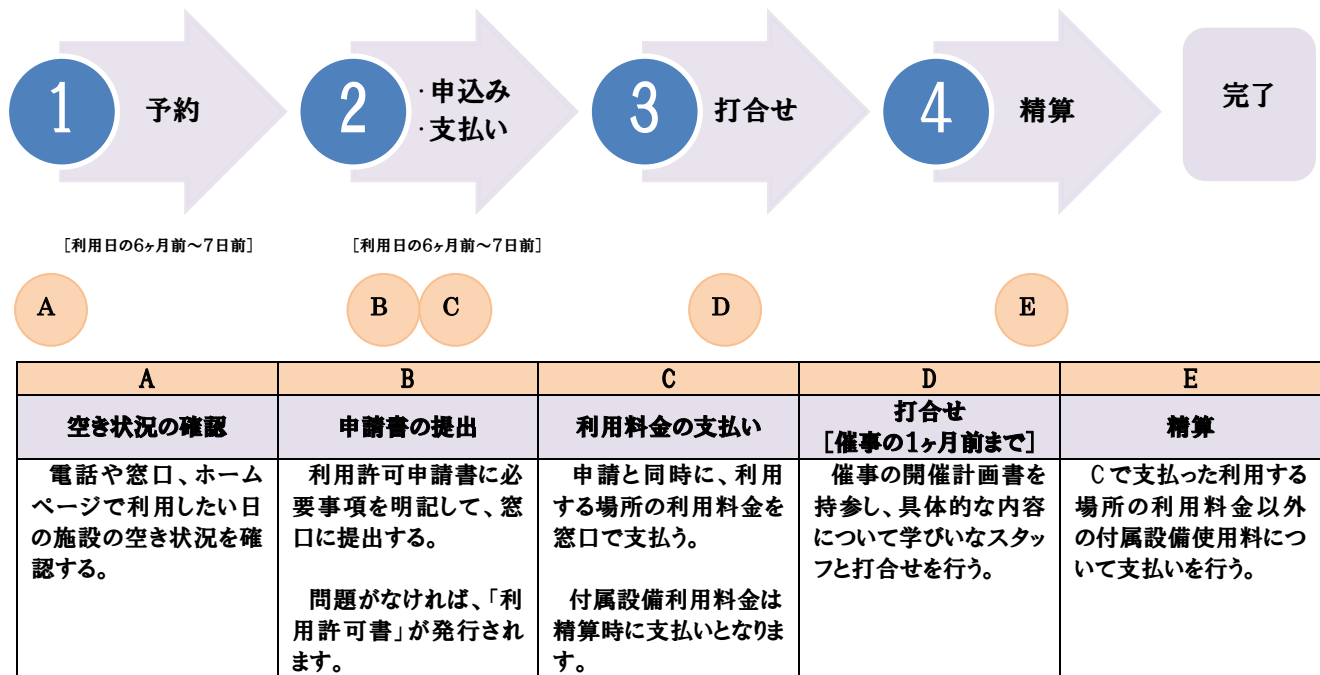 1 予約
2 ・申込み
・支払い
3 打合せ
4 精算
完了
[利用日の6ヶ月前～7日前]
[利用日の6ヶ月前～7日前]
A
B
C
D
E
A
B
C
D
E
空き状況の確認
申請書の提出
利用料金の支払い
打合せ
[催事の1ヶ月前まで]
精算
電話や窓口、ホーム
ページで利用したい日
の施設の空き状況を確
認する。
利用許可申請書に必
要事項を明記して、窓
口に提出する。
問題がなければ、「利
用許可書」が発行され
ます。
申請と同時に、利用
する場所の利用料金を
窓口で支払う。
付属設備利用料金は
精算時に支払いとなりま
す。
催事の開催計画書を
持参し、具体的な内容
について学びいなスタッ
フと打合せを行う。
Cで支払った利用する
場所の利用料金以外
の付属設備使用料につ
いて支払いを行う。